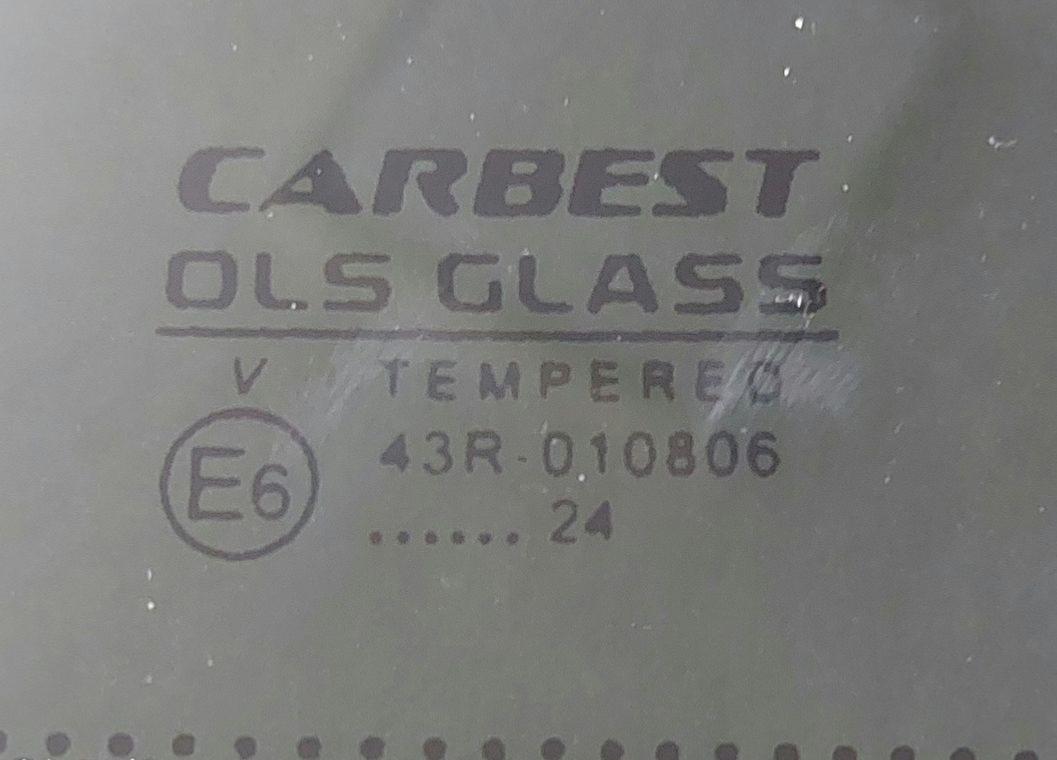 CARBEST
OLS GLASS
V TEMPERED
E6 43R-010806
...... 24